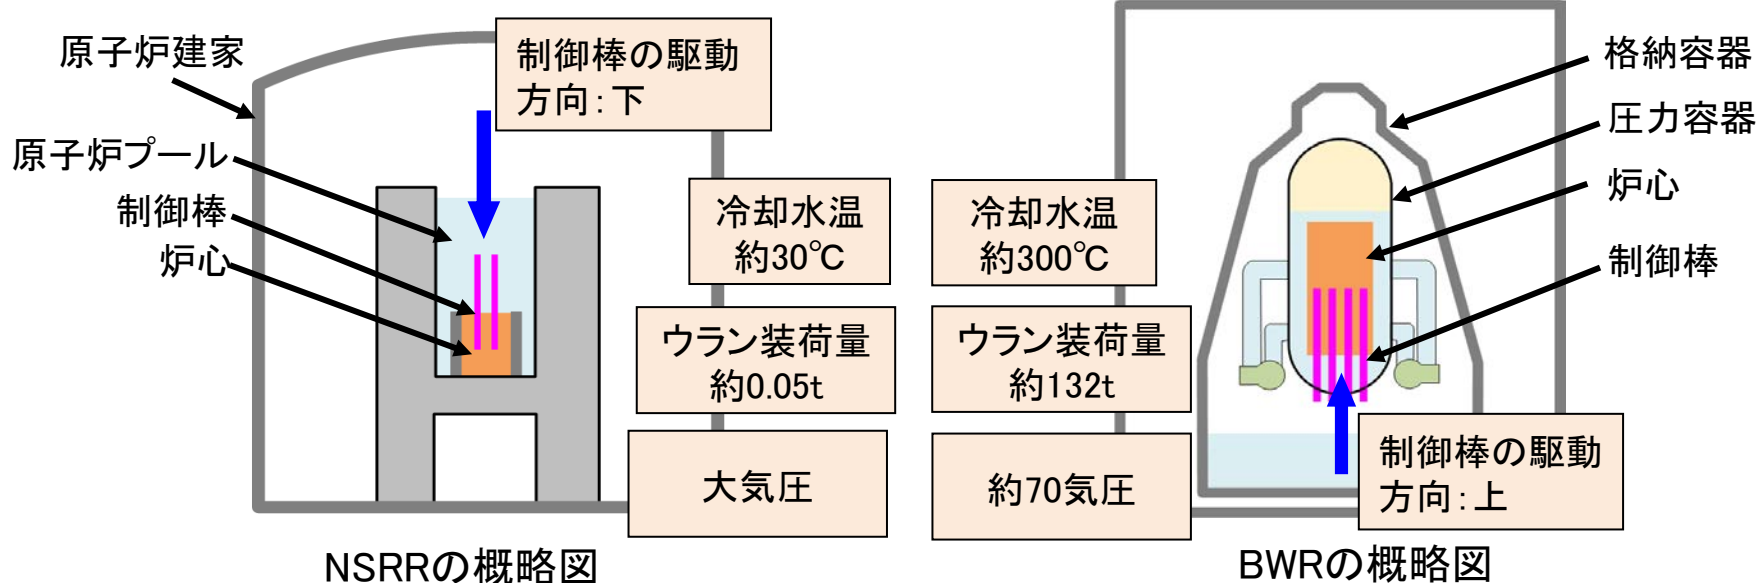 原子炉建家
原子炉プール
制御棒
炉心
制御棒の駆動
方向：下
冷却水温
約30℃
ウラン装荷量
約0.05t
大気圧
NSRRの概略図
冷却水温
約300℃
ウラン装荷量
約132t
約70気圧
格納容器
圧力容器
炉心
制御棒
制御棒の駆動
方向：上
BWRの概略図